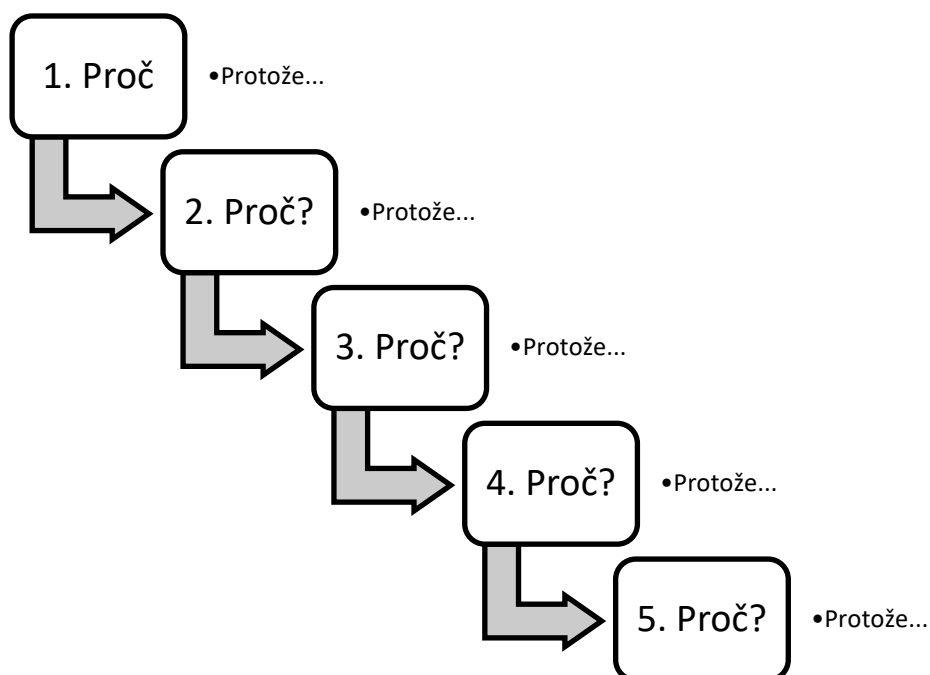 1. Proč
•Protože...
2. Proč?
•Protože...
3. Proč?
•Protože...
4. Proč?
•Protože...
5. Proč?
•Protože...